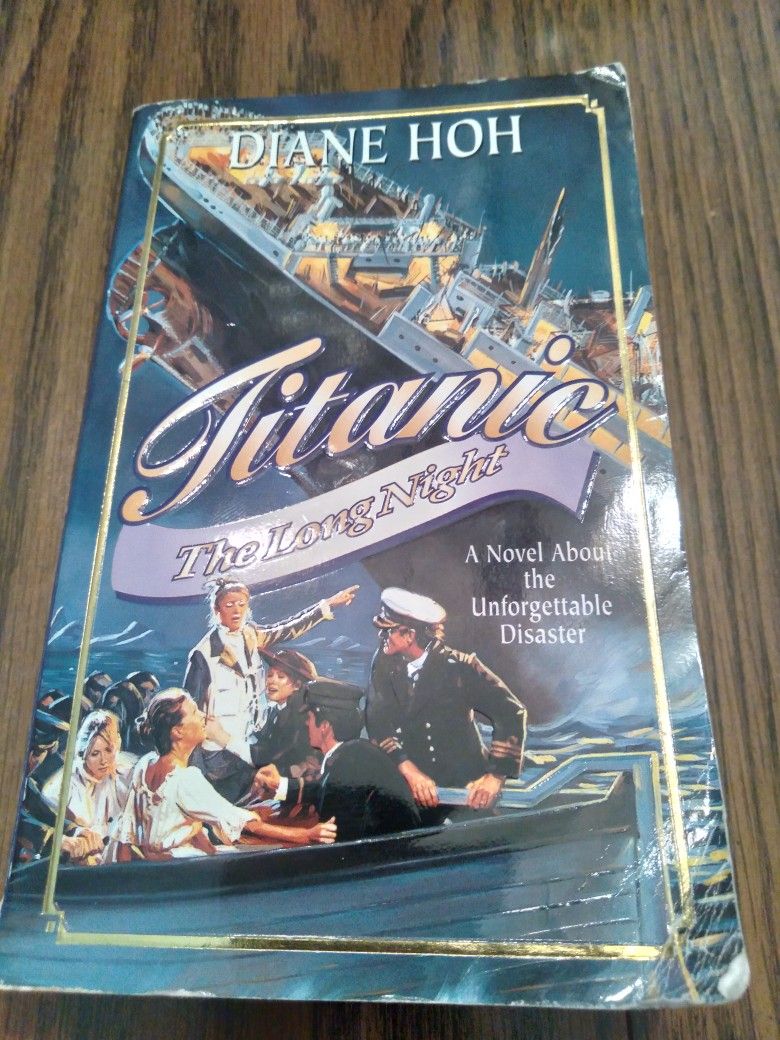 DIANE HOH
Titanic
The Long Night
A Novel About
the
Unforgettable
Disaster